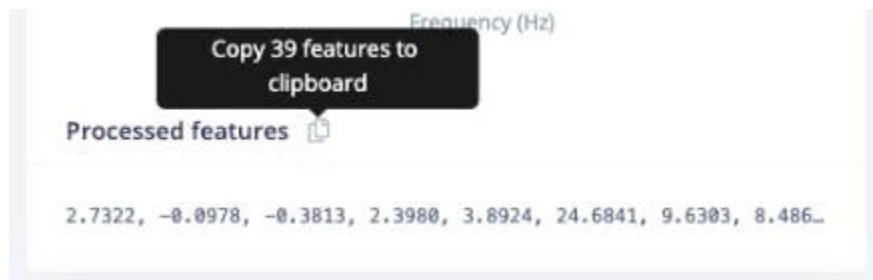 Frequency (Hz)
Copy 39 features to
clipboard
Processed features
2.7322, -0.0978, -0.3813, 2.3980, 3.8924, 24.6841, 9.6303, 8.486…